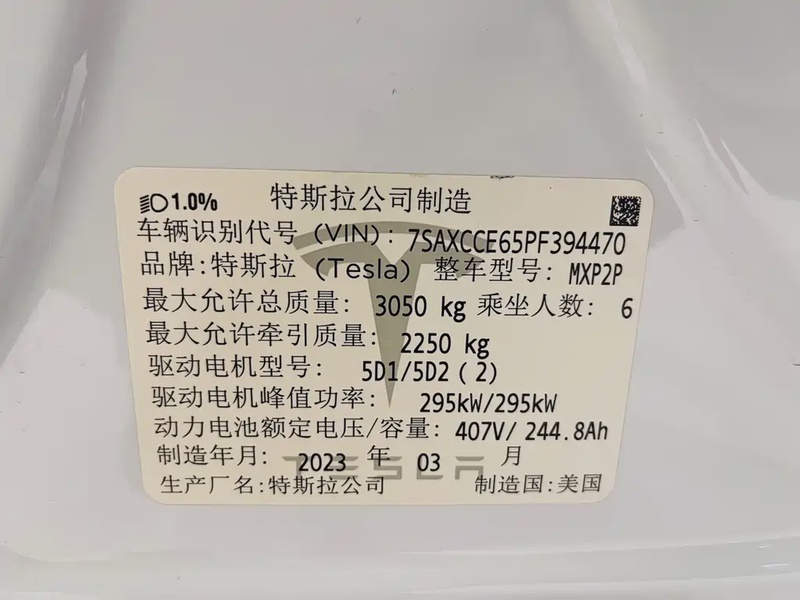 1.0% 特斯拉公司制造
车辆识别代号（VIN）: 7SAXCCE65PF394470
品牌:特斯拉（Tesla） 整车型号: MXP2P
最大允许总质量: 3050 kg 乘坐人数: 6
最大允许牵引质量: 2250 kg
驱动电机型号: 5D1/5D2（2）
驱动电机峰值功率: 295kW/295kW
动力电池额定电压/容量: 407V/ 244.8Ah
制造年月: 2023 年 03 月
TESLA
生产厂名:特斯拉公司 制造国:美国